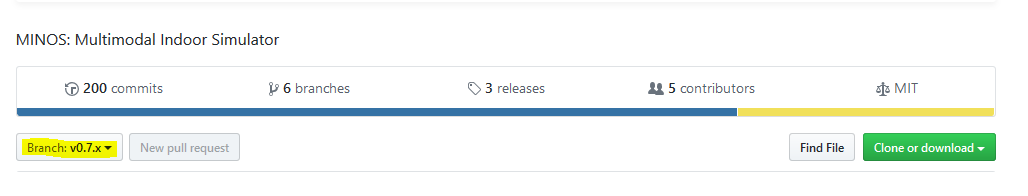 MINOS: Multimodal Indoor Simulator
200 commits 6 branches 3 releases 5 contributors MIT
Branch: v0.7.x New pull request Find File Clone or download